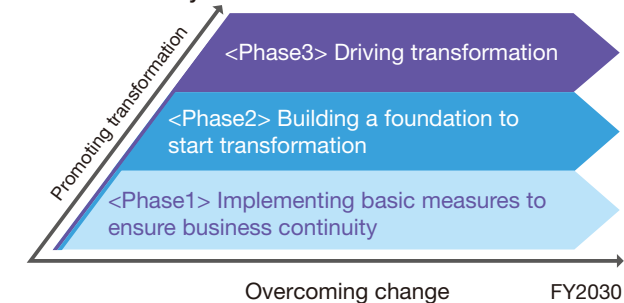 <Phase3> Driving transformation
Promoting transformation
<Phase2> Building a foundation to
start transformation
<Phase1> Implementing basic measures to
ensure business continuity
Overcoming change
FY2030